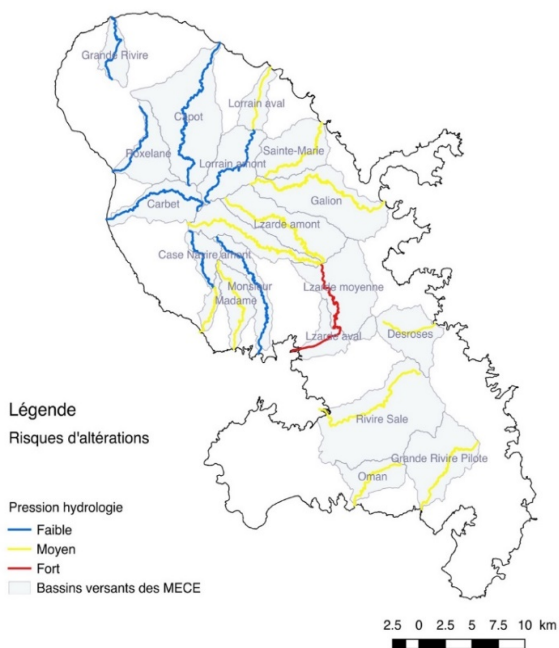 Grande Rivire
Capot
Lorrain aval
Roxelane
Lorrain amont
Sainte-Marie
Carbet
Galion
Lzarde amont
Case Navire amont
Monsieur
Lzarde moyenne
Madame
Lzarde aval
Desroses
Rivire Sale
Grande Rivire Pilote
Oman
Légende
Risques d'altérations
Pression hydrologie
Faible
Moyen
Fort
Bassins versants des MECE
2.5 0 2.5 5 7.5 10 km